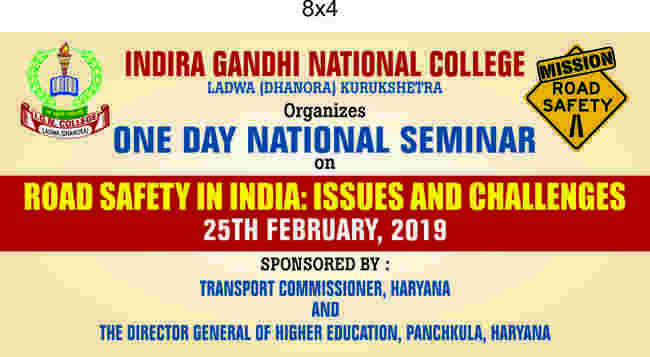 8x4
INDIRA GANDHI NATIONAL COLLEGE
LADWA (DHANORA) KURUKSHETRA
Organizes
ONE DAY NATIONAL SEMINAR
on
ROAD SAFETY IN INDIA: ISSUES AND CHALLENGES
25TH FEBRUARY, 2019
SPONSORED BY :
TRANSPORT COMMISSIONER, HARYANA
AND
THE DIRECTOR GENERAL OF HIGHER EDUCATION, PANCHKULA, HARYANA
I.G.N. COLLEGE
LADWA (DHANORA)
MISSION
ROAD
SAFETY